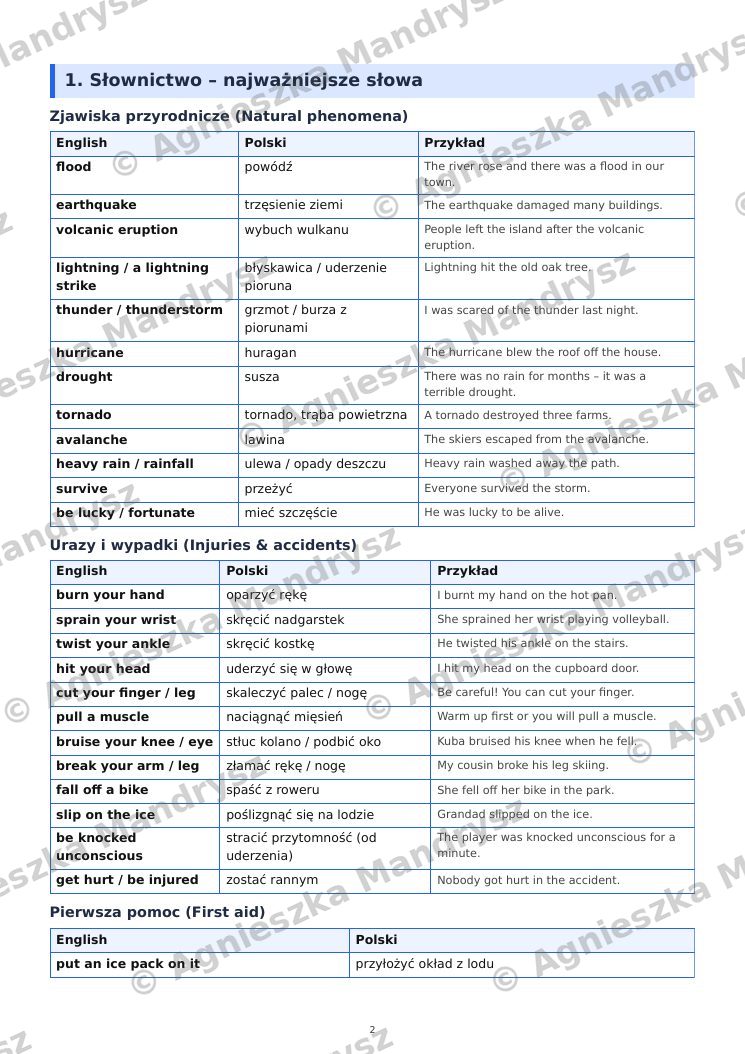 1. Słownictwo – najważniejsze słowa
Zjawiska przyrodnicze (Natural phenomena)
English Polski Przykład
flood powódź The river rose and there was a flood in our town.
earthquake trzęsienie ziemi The earthquake damaged many buildings.
volcanic eruption wybuch wulkanu People left the island after the volcanic eruption.
lightning / a lightning strike błyskawica / uderzenie pioruna Lightning hit the old oak tree.
thunder / thunderstorm grzmot / burza z piorunami I was scared of the thunder last night.
hurricane huragan The hurricane blew the roof off the house.
drought susza There was no rain for months – it was a terrible drought.
tornado tornado, trąba powietrzna A tornado destroyed three farms.
avalanche lawina The skiers escaped from the avalanche.
heavy rain / rainfall ulewa / opady deszczu Heavy rain washed away the path.
survive przeżyć Everyone survived the storm.
be lucky / fortunate mieć szczęście He was lucky to be alive.
Urazy i wypadki (Injuries & accidents)
English Polski Przykład
burn your hand oparzyć rękę I burnt my hand on the hot pan.
sprain your wrist skręcić nadgarstek She sprained her wrist playing volleyball.
twist your ankle skręcić kostkę He twisted his ankle on the stairs.
hit your head uderzyć się w głowę I hit my head on the cupboard door.
cut your finger / leg skaleczyć palec / nogę Be careful! You can cut your finger.
pull a muscle naciągnąć mięsień Warm up first or you will pull a muscle.
bruise your knee / eye stłuc kolano / podbić oko Kuba bruised his knee when he fell.
break your arm / leg złamać rękę / nogę My cousin broke his leg skiing.
fall off a bike spaść z roweru She fell off her bike in the park.
slip on the ice poślizgnąć się na lodzie Grandad slipped on the ice.
be knocked unconscious stracić przytomność (od uderzenia) The player was knocked unconscious for a minute.
get hurt / be injured zostać rannym Nobody got hurt in the accident.
Pierwsza pomoc (First aid)
English Polski
put an ice pack on it przyłożyć okład z lodu
2
© Agnieszka Mandrysz